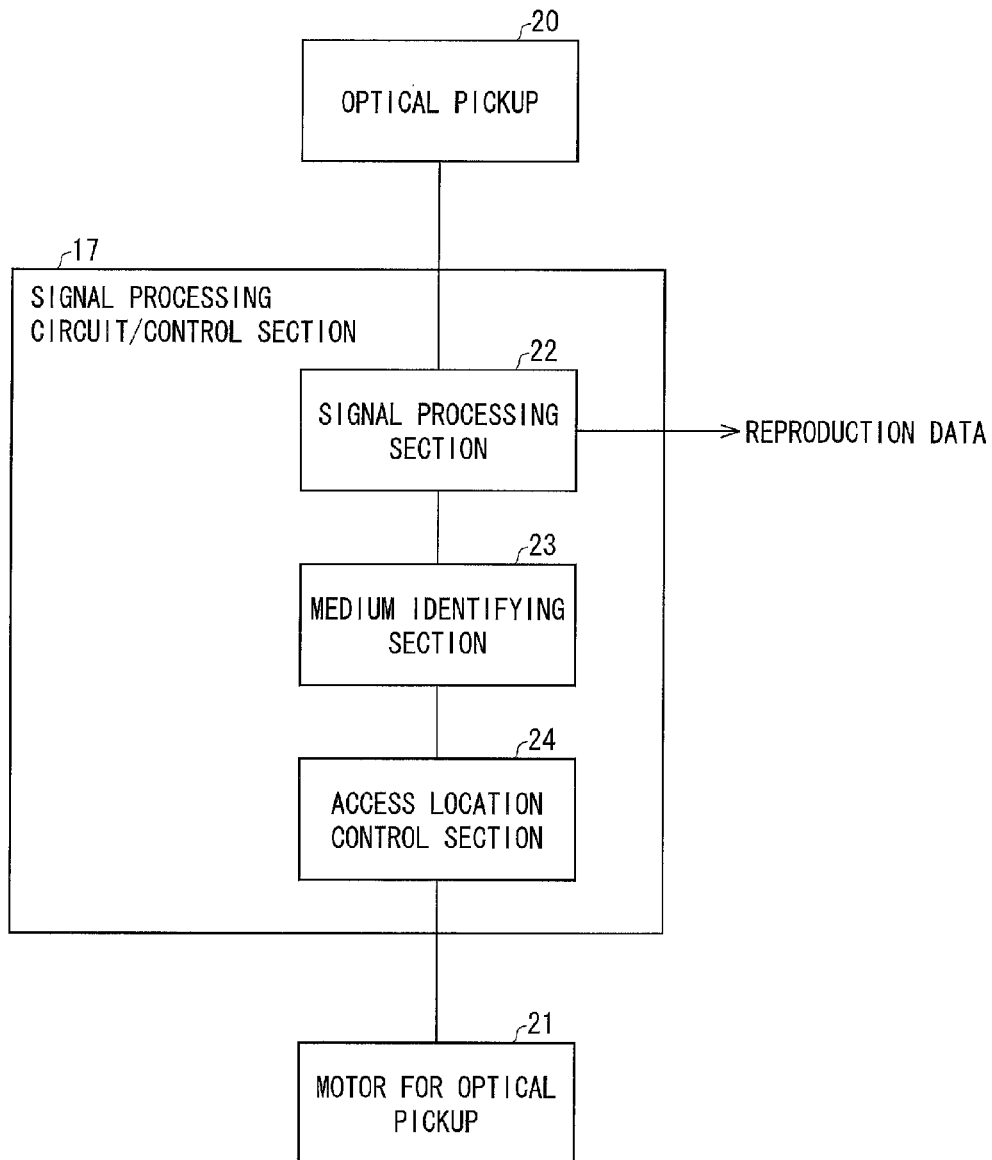 20
OPTICAL PICKUP
17
SIGNAL PROCESSING
CIRCUIT/CONTROL SECTION
22
SIGNAL PROCESSING
SECTION
REPRODUCTION DATA
23
MEDIUM IDENTIFYING
SECTION
24
ACCESS LOCATION
CONTROL SECTION
21
MOTOR FOR OPTICAL
PICKUP